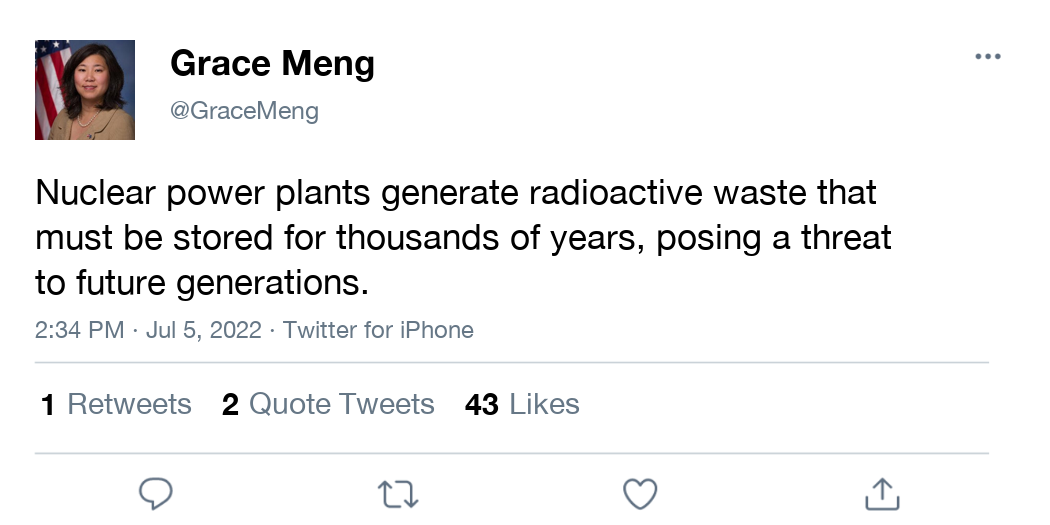 Grace Meng
@GraceMeng
Nuclear power plants generate radioactive waste that
must be stored for thousands of years, posing a threat
to future generations.
2:34 PM · Jul 5, 2022 · Twitter for iPhone
1 Retweets 2 Quote Tweets 43 Likes